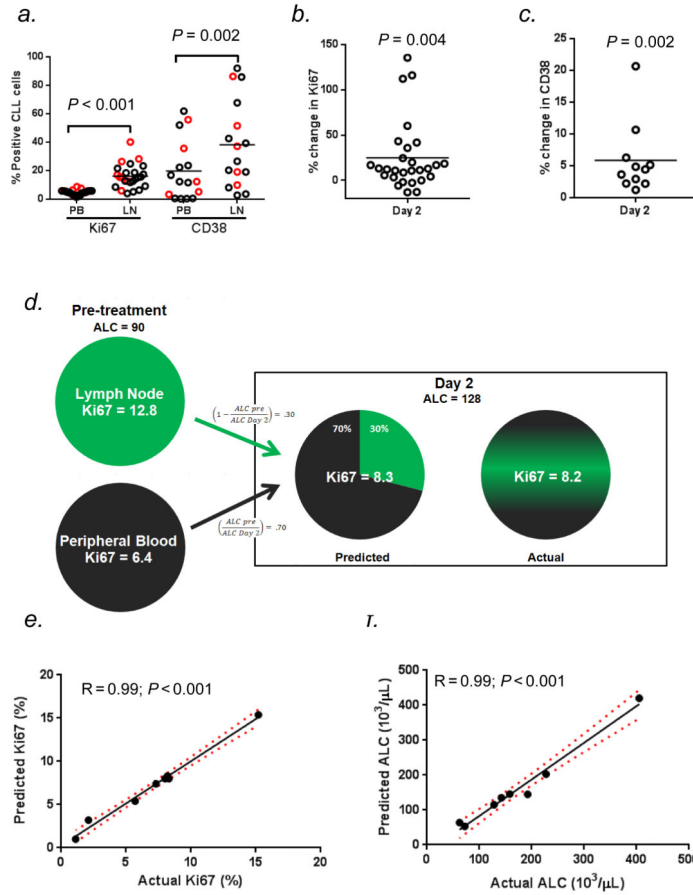 a.
P < 0.001
P = 0.002
% Positive CLL cells
100
80
60
40
20
0
PB
LN
PB
LN
Ki67
CD38
b.
P = 0.004
% change in Ki67
150
100
50
25
0
Day 2
c.
P = 0.002
% change in CD38
25
20
15
10
5
0
Day 2
d.
Pre-treatment
ALC = 90
Lymph Node
Ki67 = 12.8
Peripheral Blood
Ki67 = 6.4
(1 - ALC pre / ALC Day 2) = .30
(ALC pre / ALC Day 2) = .70
Day 2
ALC = 128
70%
30%
Ki67 = 8.3
Predicted
Ki67 = 8.2
Actual
e.
R = 0.99; P < 0.001
Predicted Ki67 (%)
20
15
10
5
0
0
5
10
15
20
Actual Ki67 (%)
f.
R = 0.99; P < 0.001
Predicted ALC (10³/µL)
500
400
300
200
100
0
0
100
200
300
400
500
Actual ALC (10³/µL)